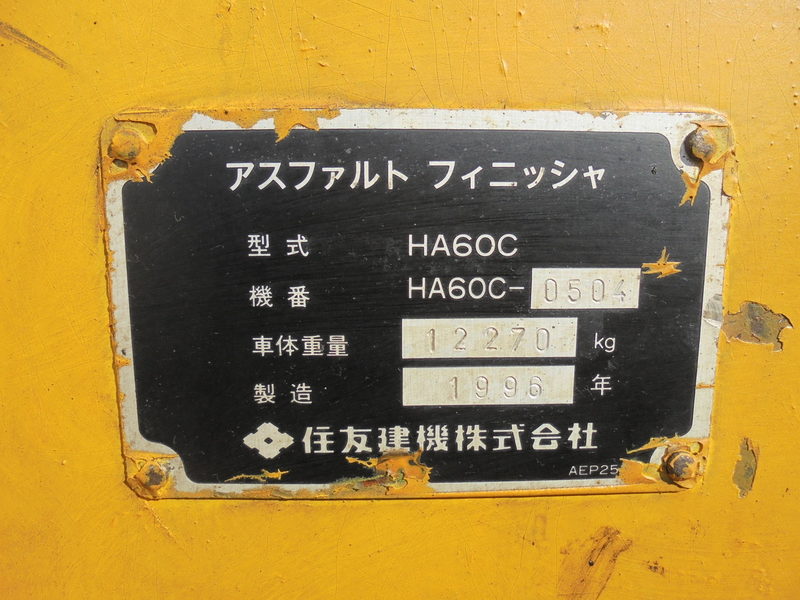 アスファルト フィニッシャ
型式 HA60C
機番 HA60C-0504
車体重量 12270 kg
製造 1996 年
住友建機株式会社
AEP25